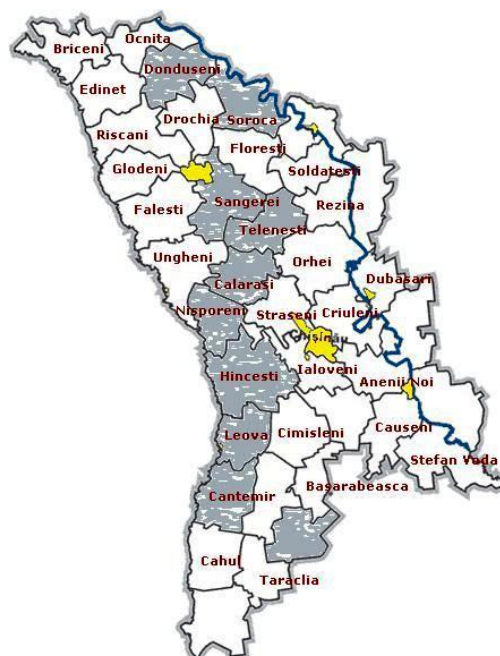 Ocnita
Briceni
Donduseni
Edinet
Drochia
Soroca
Riscani
Floresti
Glodeni
Soldatesti
Sangerei
Falesti
Rezina
Telenesti
Ungheni
Orhei
Dubasari
Calarasi
Nisporeni
Straseni
Criuleni
Chişinău
Ialoveni
Hincesti
Anenii Noi
Leova
Cimisleni
Causeni
Stefan Voda
Cantemir
Basarabeasca
Cahul
Taraclia